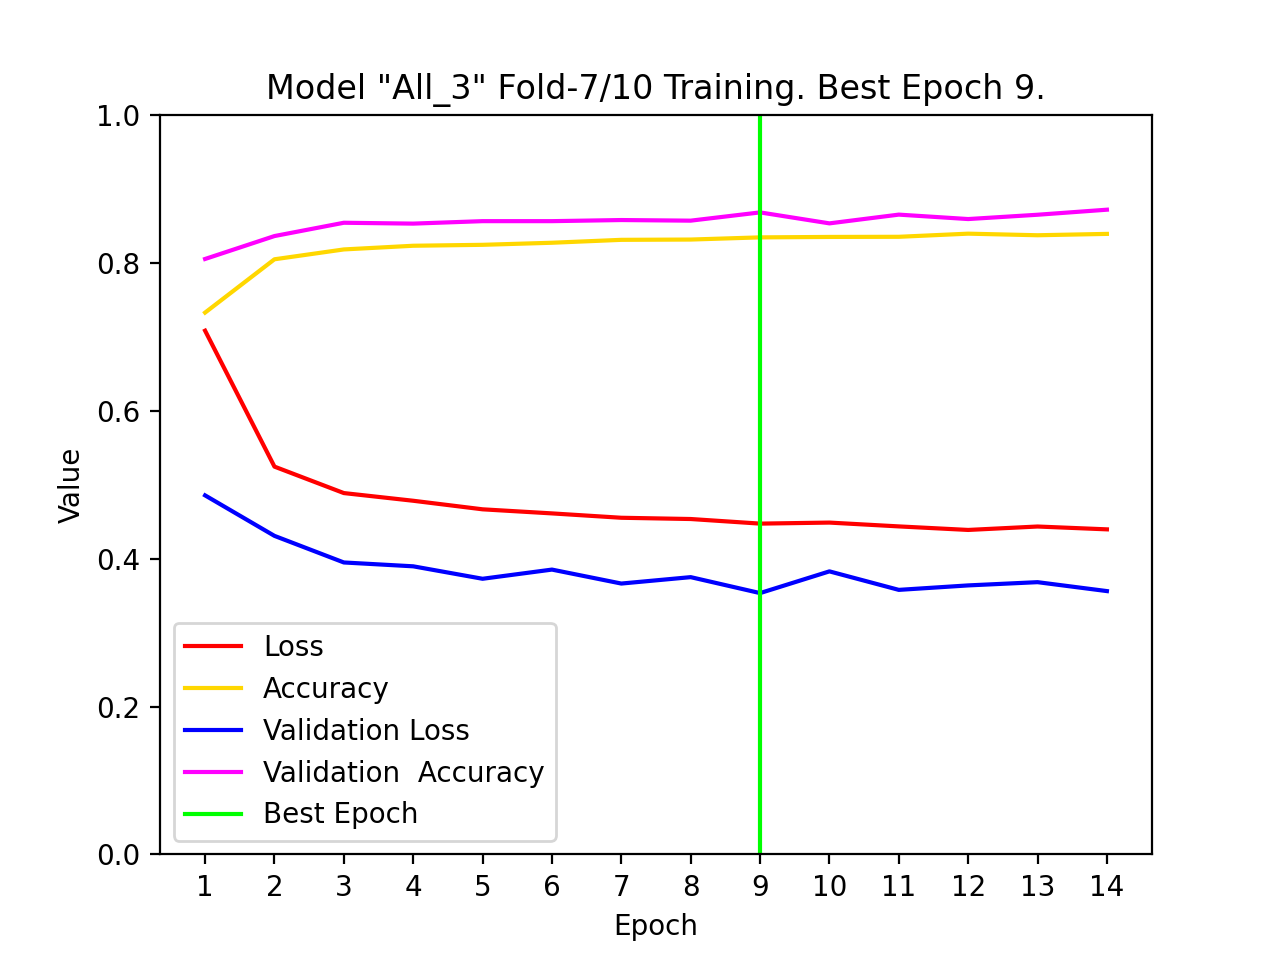 Model "All_3" Fold-7/10 Training. Best Epoch 9.
1.0
0.8
0.6
0.4
0.2
0.0
Value
Loss
Accuracy
Validation Loss
Validation  Accuracy
Best Epoch
1 2 3 4 5 6 7 8 9 10 11 12 13 14
Epoch